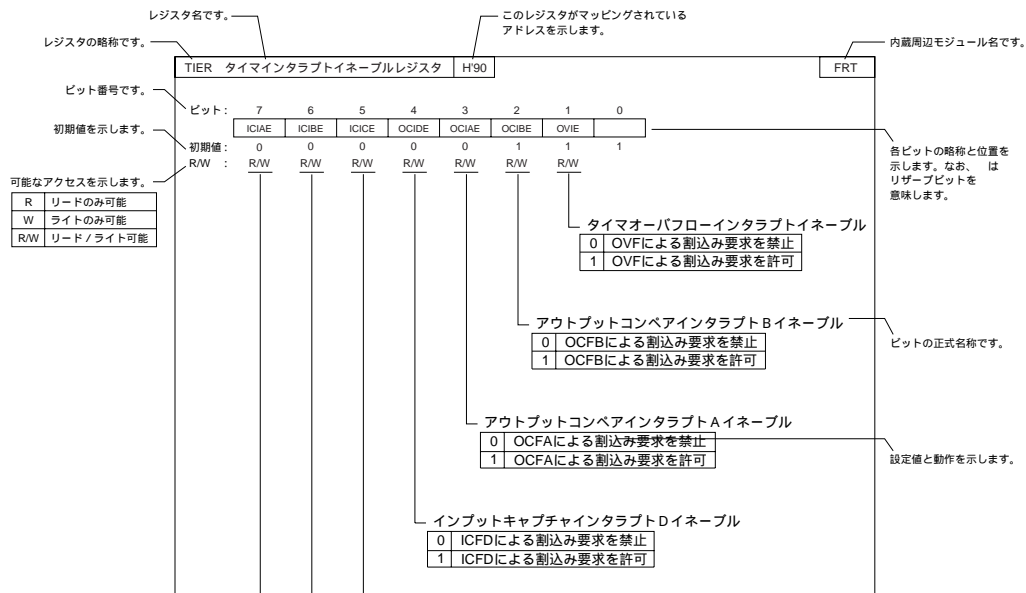 レジスタ名です。
このレジスタがマッピングされている
アドレスを示します。
レジスタの略称です。
内蔵周辺モジュール名です。
TIER タイマインタラプトイネーブルレジスタ H'90 FRT
ビット番号です。
ビット： 7 6 5 4 3 2 1 0
ICIAE ICIBE ICICE OCIDE OCIAE OCIBE OVIE
初期値を示します。
初期値： 0 0 0 0 0 1 1 1
R/W ： R/W R/W R/W R/W R/W R/W R/W
各ビットの略称と位置を
示します。なお、 は
リザーブビットを
意味します。
可能なアクセスを示します。
R リードのみ可能
W ライトのみ可能
R/W リード／ライト可能
タイマオーバフローインタラプトイネーブル
0 OVFによる割込み要求を禁止
1 OVFによる割込み要求を許可
アウトプットコンペアインタラプトＢイネーブル
0 OCFBによる割込み要求を禁止
1 OCFBによる割込み要求を許可
ビットの正式名称です。
アウトプットコンペアインタラプトＡイネーブル
0 OCFAによる割込み要求を禁止
1 OCFAによる割込み要求を許可
設定値と動作を示します。
インプットキャプチャインタラプトＤイネーブル
0 ICFDによる割込み要求を禁止
1 ICFDによる割込み要求を許可